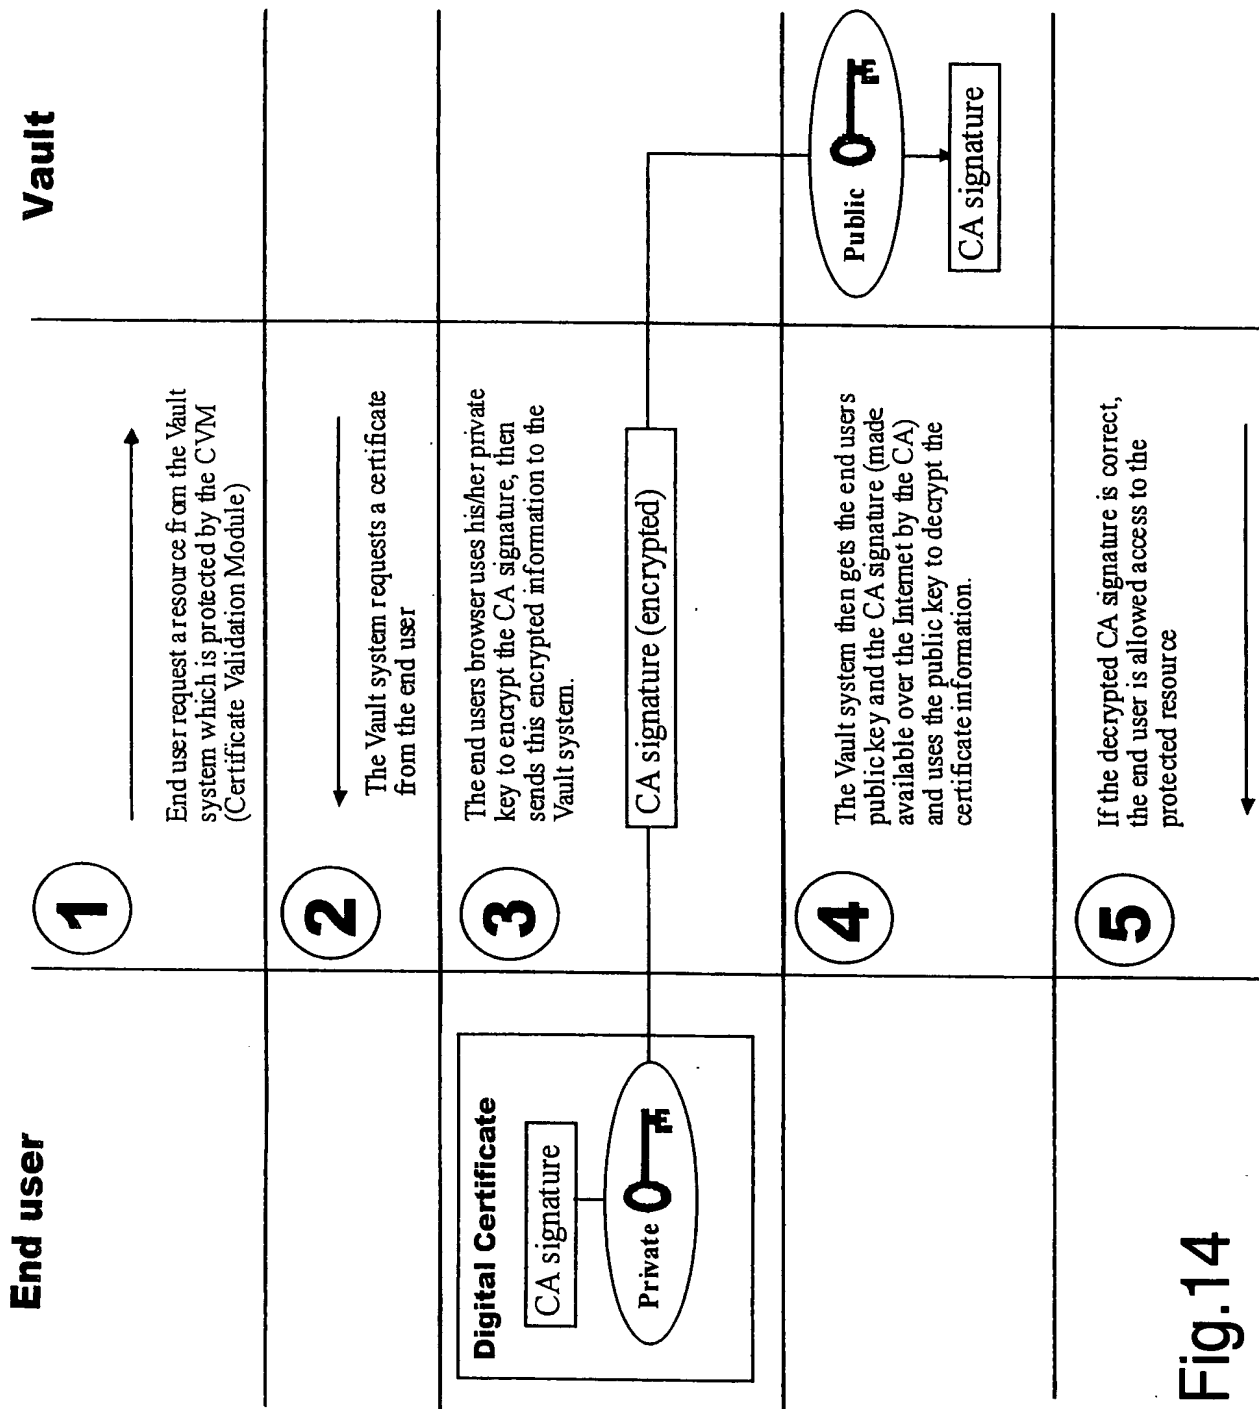 End user
Vault
1
End user request a resource from the Vault
system which is protected by the CVM
(Certificate Validation Module)
2
The Vault system requests a certificate
from the end user
3
The end users browser uses his/her private
key to encrypt the CA signature, then
sends this encrypted information to the
Vault system.
Digital Certificate
CA signature
Private
CA signature (encrypted)
4
The Vault system then gets the end users
public key and the CA signature (made
available over the Internet by the CA)
and uses the public key to decrypt the
certificate information.
Public
CA signature
5
If the decrypted CA signature is correct,
the end user is allowed access to the
protected resource
Fig.14